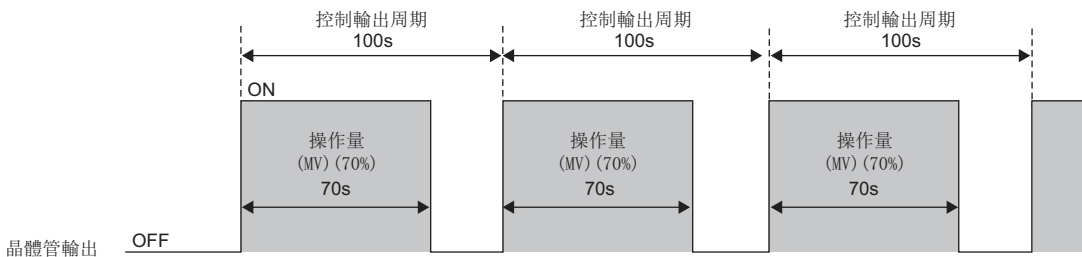 控制輸出周期
100s
控制輸出周期
100s
控制輸出周期
100s
ON
操作量
(MV)(70%)
70s
操作量
(MV)(70%)
70s
操作量
(MV)(70%)
70s
晶體管輸出
OFF